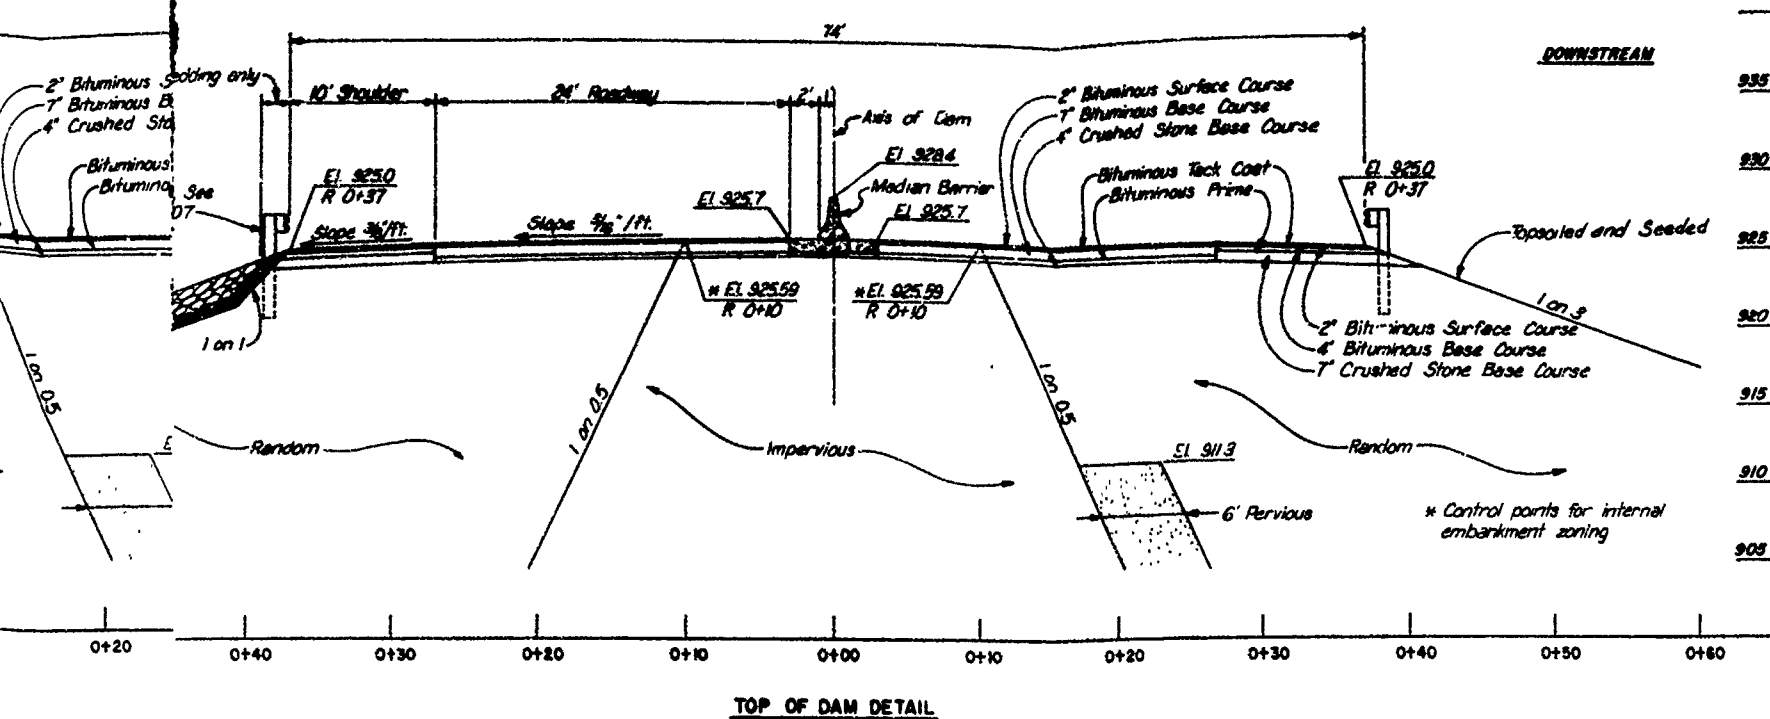 74'
DOWNSTREAM
2" Bituminous S
7" Bituminous B
4" Crushed Sto
edding only
10' Shoulder
24' Roadway
2'
1'
Axis of Dam
2" Bituminous Surface Course
7" Bituminous Base Course
4" Crushed Stone Base Course
935
Bituminous
Bitumino
See
07
El. 925.0
R 0+37
El. 928.4
Median Barrier
El. 925.7
El. 925.7
Bituminous Tack Coat
Bituminous Prime
El. 925.0
R 0+37
930
Slope 3/8"/ft.
Slope 3/16"/ft.
Topsoiled and Seeded
925
* El. 925.59
R 0+10
* El. 925.59
R 0+10
1 on 3
920
1 on 1
2" Bituminous Surface Course
4" Bituminous Base Course
7" Crushed Stone Base Course
1 on 0.5
1 on 0.5
1 on 0.5
915
E
Random
Impervious
El. 911.3
Random
910
6' Pervious
* Control points for internal
embankment zoning
905
0+20
0+40
0+30
0+20
0+10
0+00
0+10
0+20
0+30
0+40
0+50
0+60
TOP OF DAM DETAIL